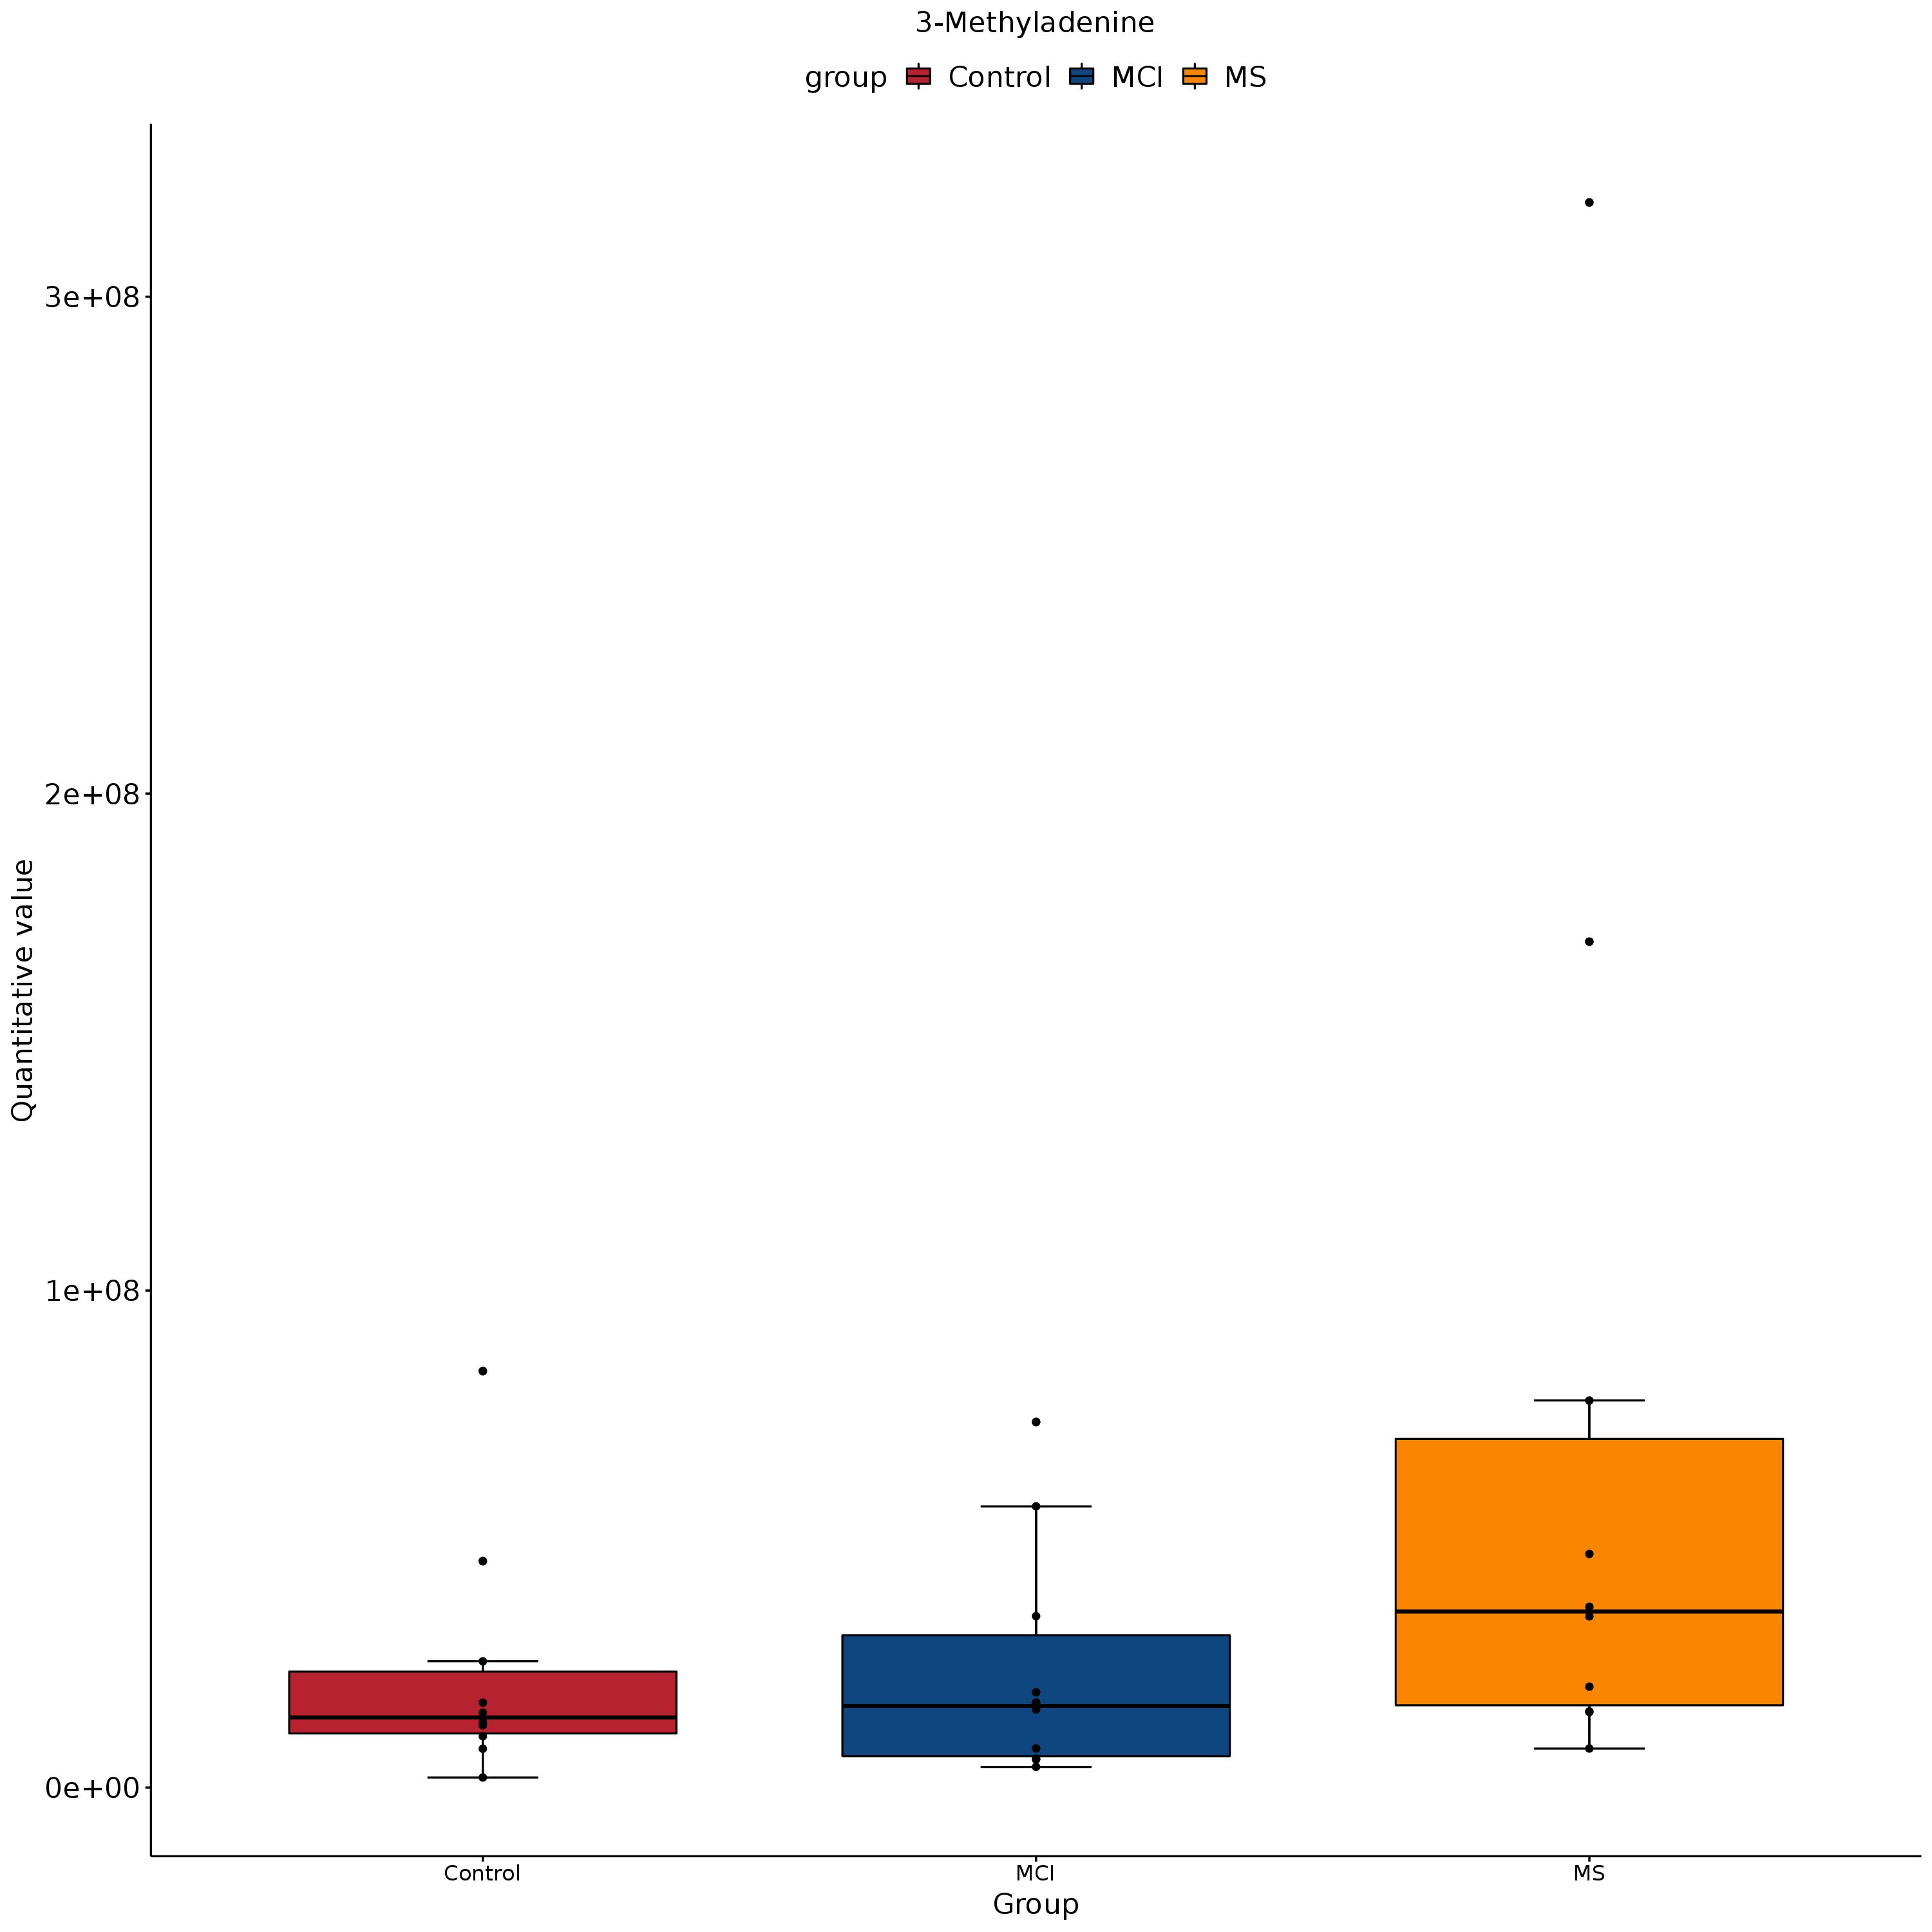 3-Methyladenine
group Control MCI MS
Quantitative value
3e+08
2e+08
1e+08
0e+00
Control MCI MS
Group